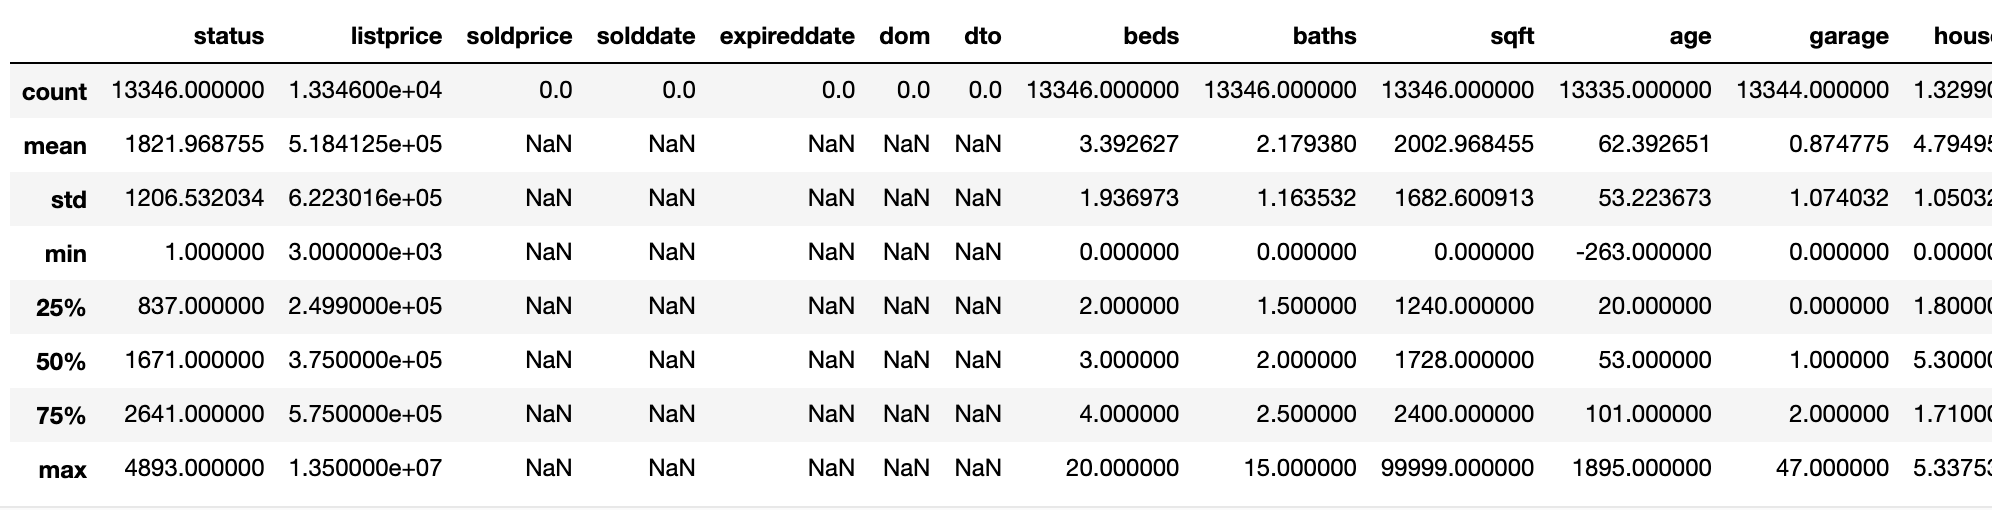 status listprice soldprice solddate expireddate dom dto beds baths sqft age garage hous
count 13346.000000 1.334600e+04 0.0 0.0 0.0 0.0 0.0 13346.000000 13346.000000 13346.000000 13335.000000 13344.000000 1.3299
mean 1821.968755 5.184125e+05 NaN NaN NaN NaN NaN 3.392627 2.179380 2002.968455 62.392651 0.874775 4.7949
std 1206.532034 6.223016e+05 NaN NaN NaN NaN NaN 1.936973 1.163532 1682.600913 53.223673 1.074032 1.0503
min 1.000000 3.000000e+03 NaN NaN NaN NaN NaN 0.000000 0.000000 0.000000 -263.000000 0.000000 0.0000
25% 837.000000 2.499000e+05 NaN NaN NaN NaN NaN 2.000000 1.500000 1240.000000 20.000000 0.000000 1.8000
50% 1671.000000 3.750000e+05 NaN NaN NaN NaN NaN 3.000000 2.000000 1728.000000 53.000000 1.000000 5.3000
75% 2641.000000 5.750000e+05 NaN NaN NaN NaN NaN 4.000000 2.500000 2400.000000 101.000000 2.000000 1.7100
max 4893.000000 1.350000e+07 NaN NaN NaN NaN NaN 20.000000 15.000000 99999.000000 1895.000000 47.000000 5.3375